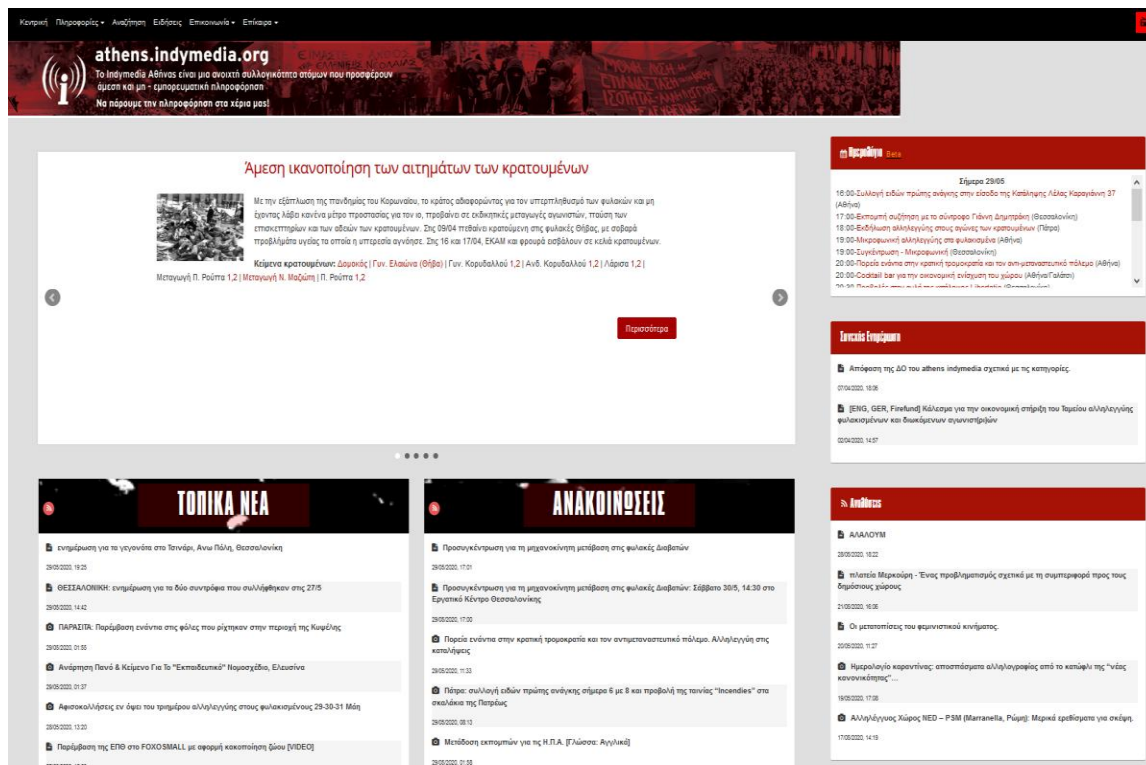 Κεντρική Πληροφορίες Αναζήτηση Ειδήσεις Επικοινωνία Επίκαιρα
athens.indymedia.org
Το Indymedia Αθήνας είναι μια ανοιχτή συλλογικότητα ατόμων που προσφέρουν
άμεση και μη - εμπορευματική πληροφόρηση
Να πάρουμε την πληροφόρηση στα χέρια μας!
Άμεση ικανοποίηση των αιτημάτων των κρατουμένων
Με την εξάπλωση της πανδημίας του Κορωναίου, το κράτος αδιαφορώντας για τον υπερπληθυσμό των φυλακών και μη
έχοντας λάβει κανένα μέτρο προστασίας για τον ιο, προβαίνει σε εκδικητικές μεταγωγές αγωνιστών, παύση των
επισκεπτηρίων και των αδειών των κρατουμένων. Στις 09/04 πεθαίνει κρατούμενη στις φυλακές Θήβας, με σοβαρά
προβλήματα υγείας τα οποία η υπερεσία αγνόησε. Στις 16 και 17/04, ΕΚΑΜ και φρουρά εισβάλουν σε κελιά κρατουμένων.
Κείμενα κρατουμένων: Δομοκός | Γυν. Ελαιώνα (Θήβα) | Γυν. Κορυδαλλού 1,2 | Ανδ. Κορυδαλλού 1,2 | Λάρισα 1,2 |
Μεταγωγή Π. Ρούπα 1,2 | Μεταγωγή Ν. Μαζιώτη | Π. Ρούπα 1,2
Περισσότερα
Ημερολόγιο Beta
Σήμερα 29/05
16:00-Συλλογή ειδών πρώτης ανάγκης στην είσοδο της Κατάληψης Λέλας Καραγιάννη 37
(Αθήνα)
17:00-Εκπομπή συζήτηση με το σύντροφο Γιάννη Δημητράκη (Θεσσαλονίκη)
18:00-Εκδήλωση αλληλεγγύης στους αγώνες των κρατουμένων (Πάτρα)
19:00-Μικροφωνική αλληλεγγύης στα φυλακισμένα (Αθήνα)
19:00-Συγκέντρωση - Μικροφωνική (Θεσσαλονίκη)
20:00-Πορεία ενάντια στην κρατική τρομοκρατία και τον αντι-μεταναστευτικό πόλεμο (Αθήνα)
20:00-Cocktail bar για την οικονομική ενίσχυση του χώρου (Αθήνα/Γαλάτσι)
Συνεχής Ενημέρωση
Απόφαση της ΔΟ του athens indymedia σχετικά με τις κατηγορίες.
07/04/2020, 18:06
[ENG, GER, Firefund] Κάλεσμα για την οικονομική στήριξη του Ταμείου αλληλεγγύης
φυλακισμένων και διωκόμενων αγωνιστ(ρι)ών
02/04/2020, 14:57
ΤΟΠΙΚΑ ΝΕΑ
ενημέρωση για τα γεγονότα στο Τσινάρι, Ανω Πόλη, Θεσσαλονίκη
29/05/2020, 19:25
ΘΕΣΣΑΛΟΝΙΚΗ: ενημέρωση για τα δύο συντρόφια που συλλήφθηκαν στις 27/5
29/05/2020, 14:42
ΠΑΡΑΣΙΤΑ: Παρέμβαση ενάντια στις φόλες που ρίχτηκαν στην περιοχή της Κυψέλης
29/05/2020, 01:55
Ανάρτηση Πανό & Κείμενο Για Το "Εκπαιδευτικό" Νομοσχέδιο, Ελευσίνα
29/05/2020, 01:37
Αφισοκολλήσεις εν όψει του τριημέρου αλληλεγγύης στους φυλακισμένους 29-30-31 Μάη
28/05/2020, 13:20
Παρέμβαση της ΕΠΘ στο FOXOSMALL με αφορμή κακοποίηση ζώου [VIDEO]
ΑΝΑΚΟΙΝΩΣΕΙΣ
Προσυγκέντρωση για τη μηχανοκίνητη μετάβαση στις φυλακές Διαβατών
29/05/2020, 17:01
Προσυγκέντρωση για τη μηχανοκίνητη μετάβαση στις φυλακές Διαβατών: Σάββατο 30/5, 14:30 στο
Εργατικό Κέντρο Θεσσαλονίκης
29/05/2020, 17:00
Πορεία ενάντια στην κρατική τρομοκρατία και τον αντιμεταναστευτικό πόλεμο. Αλληλεγγύη στις
καταλήψεις
29/05/2020, 11:33
Πάτρα: συλλογή ειδών πρώτης ανάγκης σήμερα 6 με 8 και προβολή της ταινίας "Incendies" στα
σκαλάκια της Πατρέως
29/05/2020, 08:13
Μετάδοση εκπομπών για τις Η.Π.Α. [Γλώσσα: Αγγλικά]
29/05/2020, 01:58
Αναλύσεις
ΑΛΑΛΟΥΜ
28/05/2020, 18:22
πλατεία Μερκούρη - Ένας προβληματισμός σχετικά με τη συμπεριφορά προς τους
δημόσιους χώρους
21/05/2020, 16:06
Οι μετατοπίσεις του φεμινιστικού κινήματος.
20/05/2020, 11:27
Ημερολογίο καραντίνας: αποσπάσματα αλληλογραφίας από το κατώφλι της "νέας
κανονικότητας"...
19/05/2020, 17:08
Αλληλέγγυος Χώρος NED – PSM (Marranella, Ρώμη): Μερικά ερεθίσματα για σκέψη.
17/05/2020, 14:19